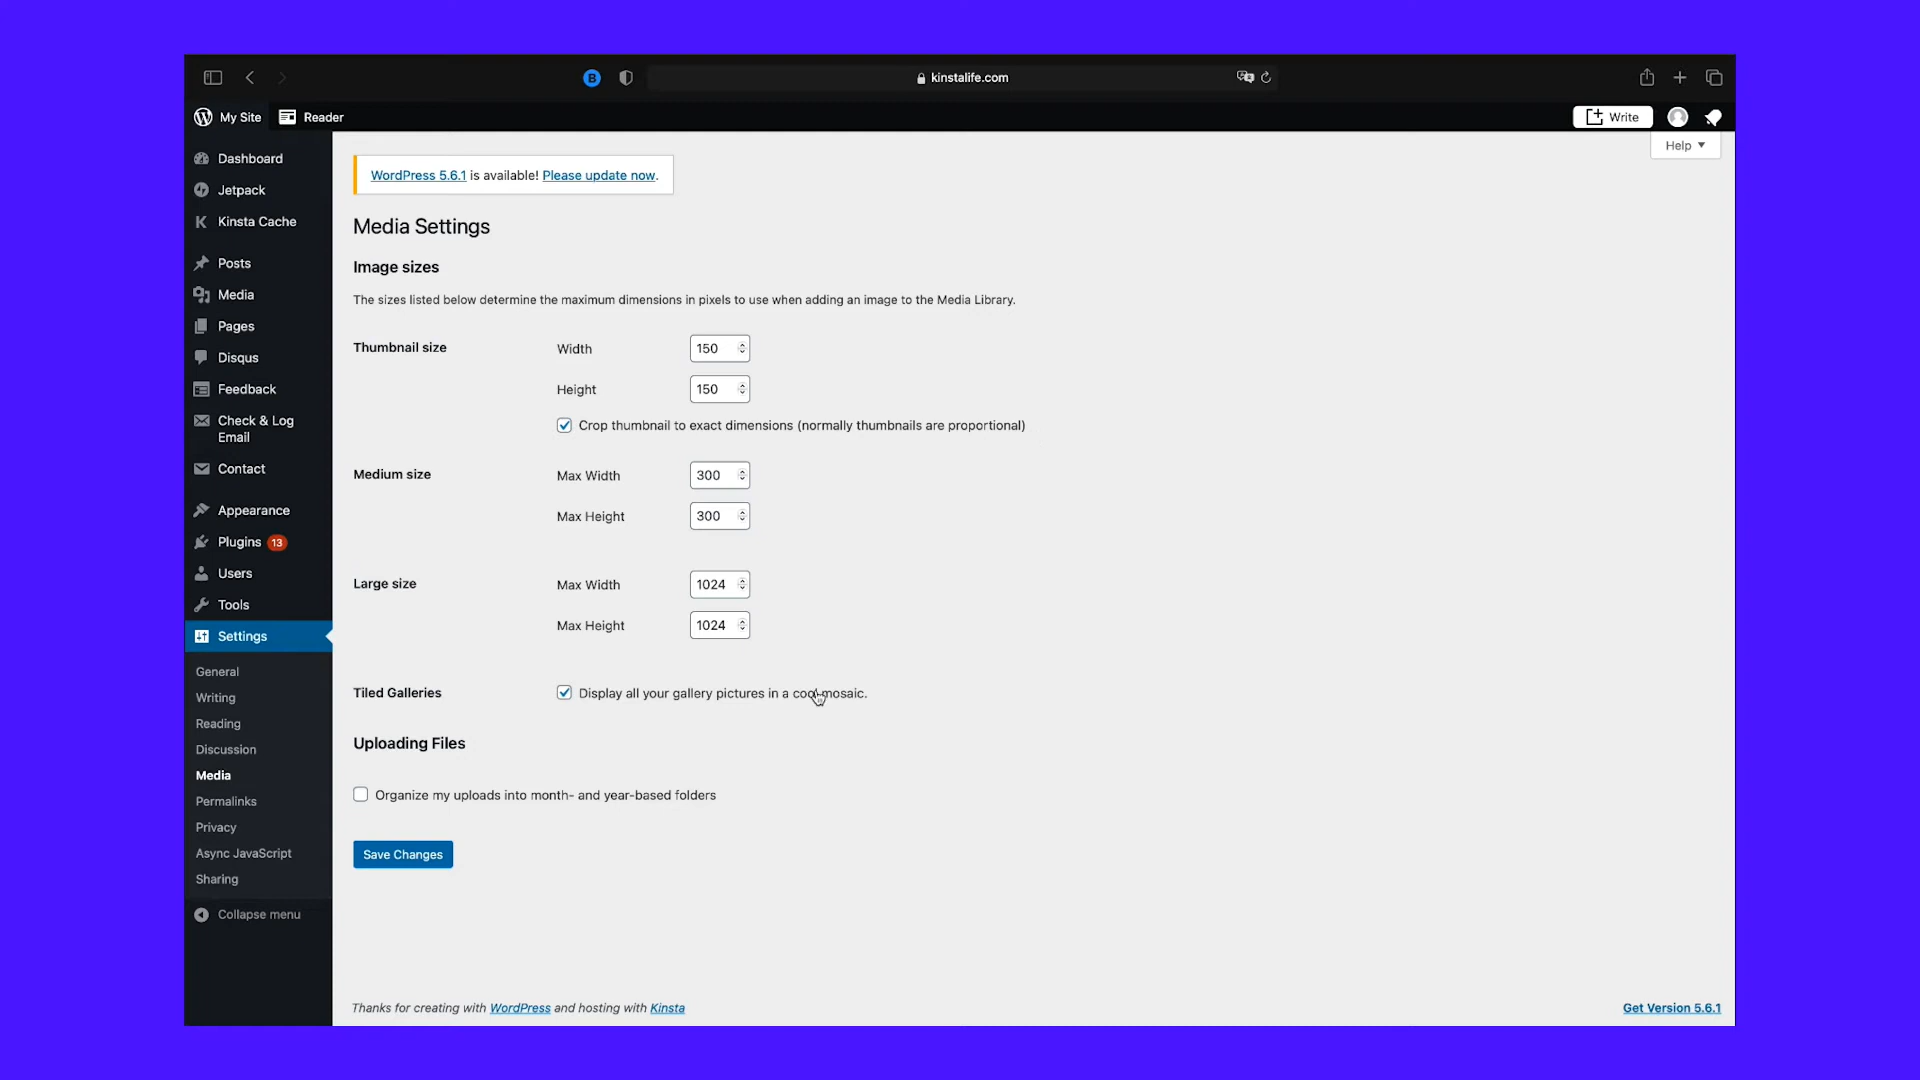 B
kinstalife.com
My Site
Reader
Write
Help
Dashboard
Jetpack
Kinsta Cache
Posts
Media
Pages
Disqus
Feedback
Check & Log
Email
Contact
Appearance
Plugins 13
Users
Tools
Settings
General
Writing
Reading
Discussion
Media
Permalinks
Privacy
Async JavaScript
Sharing
Collapse menu
WordPress 5.6.1 is available! Please update now.
Media Settings
Image sizes
The sizes listed below determine the maximum dimensions in pixels to use when adding an image to the Media Library.
Thumbnail size
Width 150
Height 150
Crop thumbnail to exact dimensions (normally thumbnails are proportional)
Medium size
Max Width 300
Max Height 300
Large size
Max Width 1024
Max Height 1024
Tiled Galleries
Display all your gallery pictures in a cool mosaic.
Uploading Files
Organize my uploads into month- and year-based folders
Save Changes
Thanks for creating with WordPress and hosting with Kinsta
Get Version 5.6.1